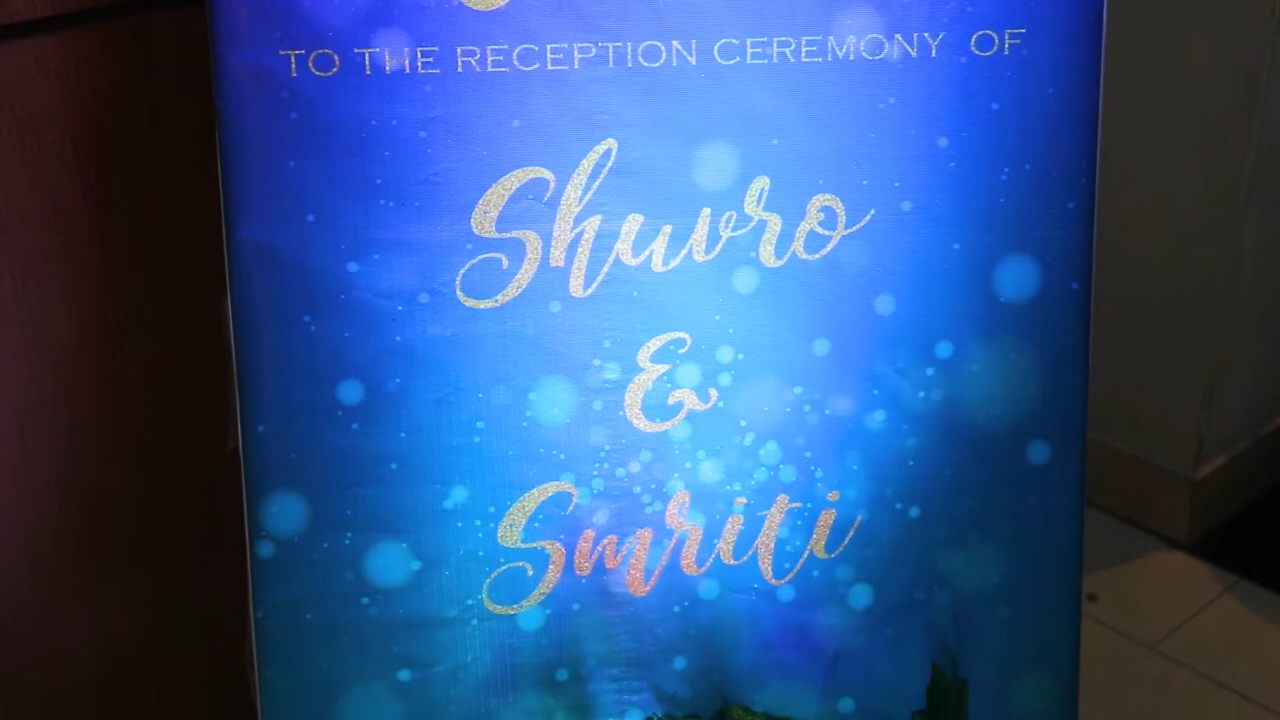 TO THE RECEPTION CEREMONY OF
Shuvro
&
Smriti